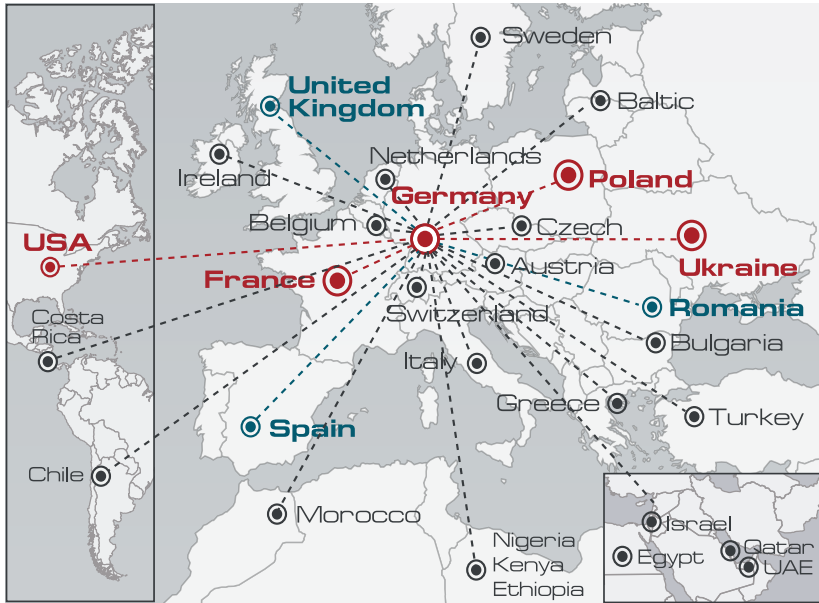 Sweden
United
Kingdom
Baltic
Ireland
Netherlands
Germany
Poland
Belgium
Czech
USA
France
Austria
Ukraine
Switzerland
Romania
Costa
Rica
Italy
Bulgaria
Greece
Turkey
Spain
Chile
Morocco
Israel
Nigeria
Kenya
Ethiopia
Egypt
Qatar
UAE